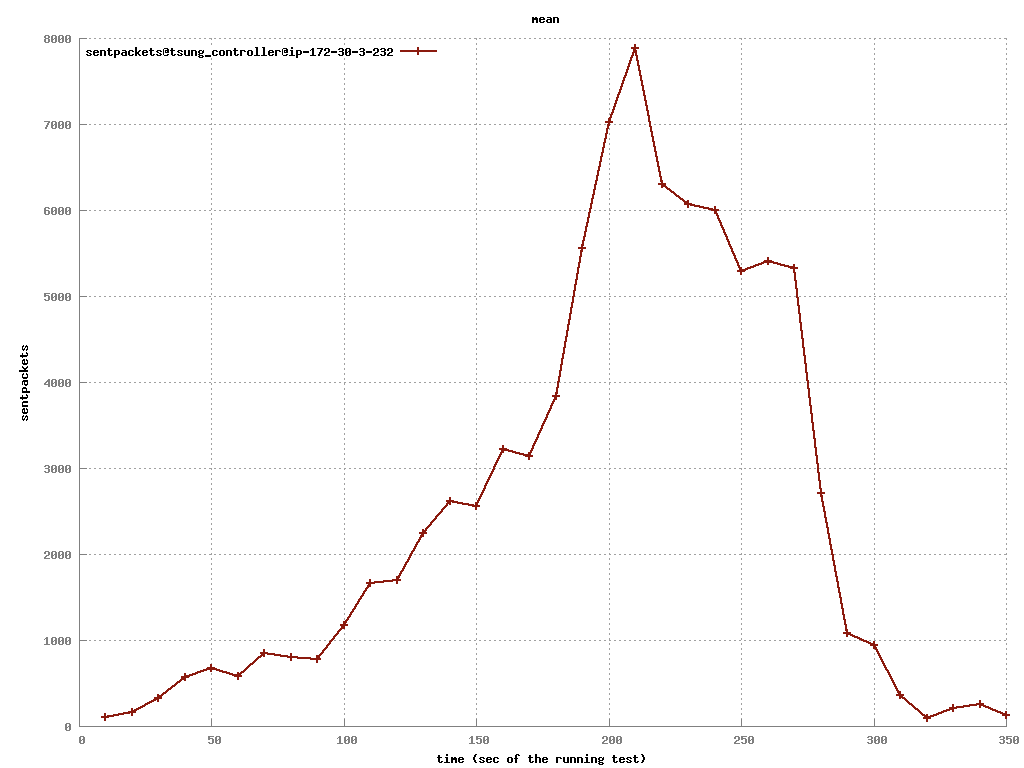 mean
sentpackets@tsung_controller@ip-172-30-3-232
8000
7000
6000
5000
4000
3000
2000
1000
0
sentpackets
0 50 100 150 200 250 300 350
time (sec of the running test)